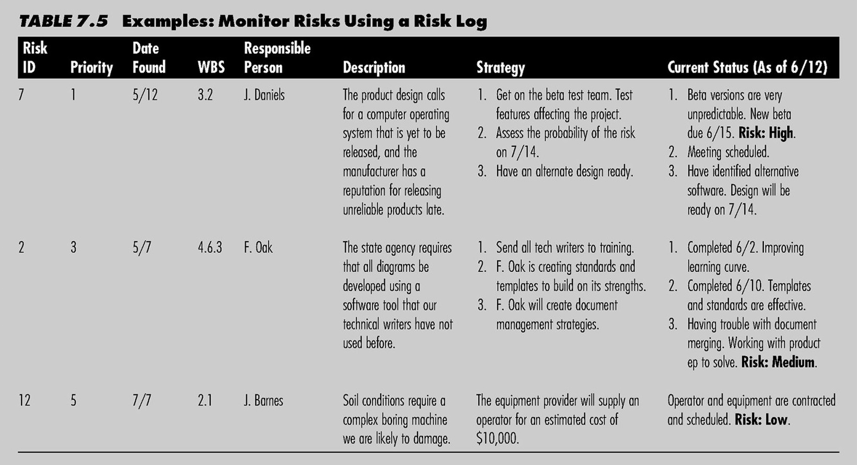 TABLE 7.5 Examples: Monitor Risks Using a Risk Log
Risk ID Priority Date Found WBS Responsible Person Description Strategy Current Status (As of 6/12)
7 1 5/12 3.2 J. Daniels
The product design calls
for a computer operating
system that is yet to be
released, and the
manufacturer has a
reputation for releasing
unreliable products late.
1. Get on the beta test team. Test
features affecting the project.
2. Assess the probability of the risk
on 7/14.
3. Have an alternate design ready.
1. Beta versions are very
unpredictable. New beta
due 6/15. Risk: High.
2. Meeting scheduled.
3. Have identified alternative
software. Design will be
ready on 7/14.
2 3 5/7 4.6.3 F. Oak
The state agency requires
that all diagrams be
developed using a
software tool that our
technical writers have not
used before.
1. Send all tech writers to training.
2. F. Oak is creating standards and
templates to build on its strengths.
3. F. Oak will create document
management strategies.
1. Completed 6/2. Improving
learning curve.
2. Completed 6/10. Templates
and standards are effective.
3. Having trouble with document
merging. Working with product
ep to solve. Risk: Medium.
12 5 7/7 2.1 J. Barnes
Soil conditions require a
complex boring machine
we are likely to damage.
The equipment provider will supply an
operator for an estimated cost of
$10,000.
Operator and equipment are contracted
and scheduled. Risk: Low.